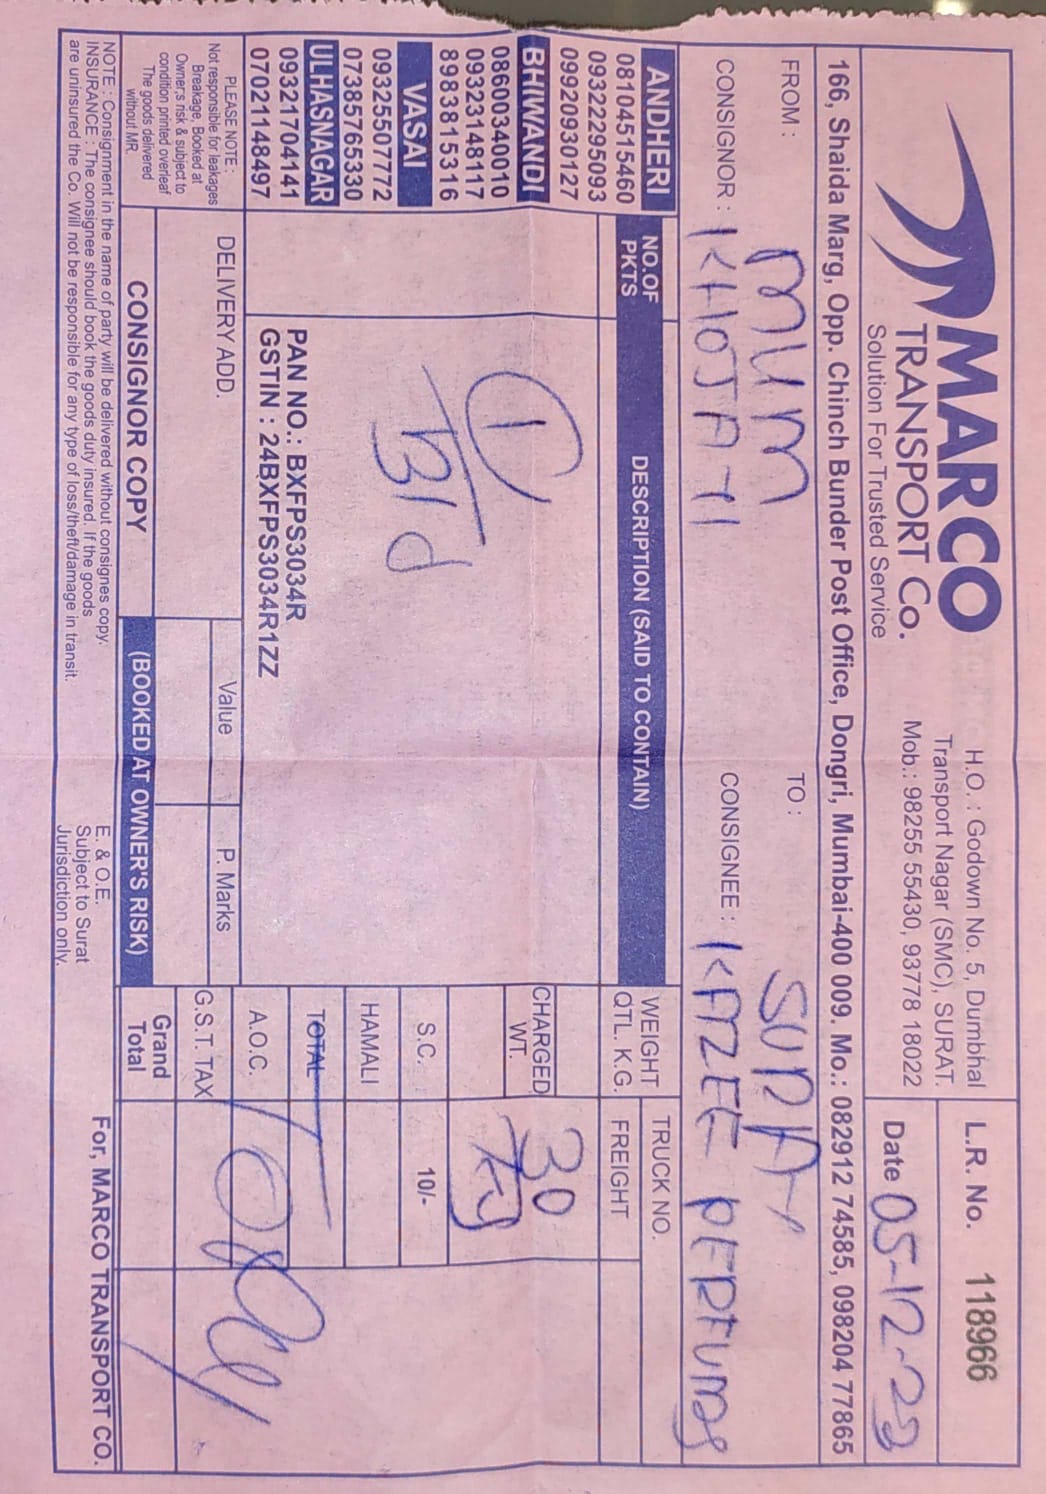 MARCO
TRANSPORT Co.
Solution For Trusted Service
H.O. : Godown No. 5, Dumbhal
Transport Nagar (SMC), SURAT.
Mob.: 98255 55430, 93778 18022
L.R. No. 118966
Date 05-12-23
166, Shaida Marg, Opp. Chinch Bunder Post Office, Dongri, Mumbai-400 009. Mo.: 082912 74585, 098204 77865
FROM : MUM
TO : SURAT
CONSIGNOR : KHOJATI
CONSIGNEE : KAZEE PERFUMS
ANDHERI
08104515460
09322295093
09920930127
BHIWANDI
08600340010
09323148117
8983815316
VASAI
09325507772
07385765330
ULHASNAGAR
09321704141
07021148497
NO.OF
PKTS
DESCRIPTION (SAID TO CONTAIN)
WEIGHT
QTL. K.G.
TRUCK NO.
FREIGHT
1
Bld
CHARGED
WT.
30
Kg
S.C. 10/-
HAMALI
TOTAL
A.O.C.
G.S.T. TAX
Grand
Total
PAN NO.: BXFPS3034R
GSTIN : 24BXFPS3034R1ZZ
PLEASE NOTE :
Not responsible for leakages
Breakage, Booked at
Owner,s risk & subject to
condition printed overleaf
The goods delivered
without MR.
DELIVERY ADD.
Value
P. Marks
CONSIGNOR COPY
(BOOKED AT OWNER'S RISK)
NOTE : Consignment in the name of party will be delivered without consignes copy.
INSURANCE : The consignee should book the goods duty insured. If the goods
are uninsured the Co. Will not be responsible for any type of loss/theft/damage in transit.
E. & O.E.
Subject to Surat
Jurisdiction only.
For, MARCO TRANSPORT CO.